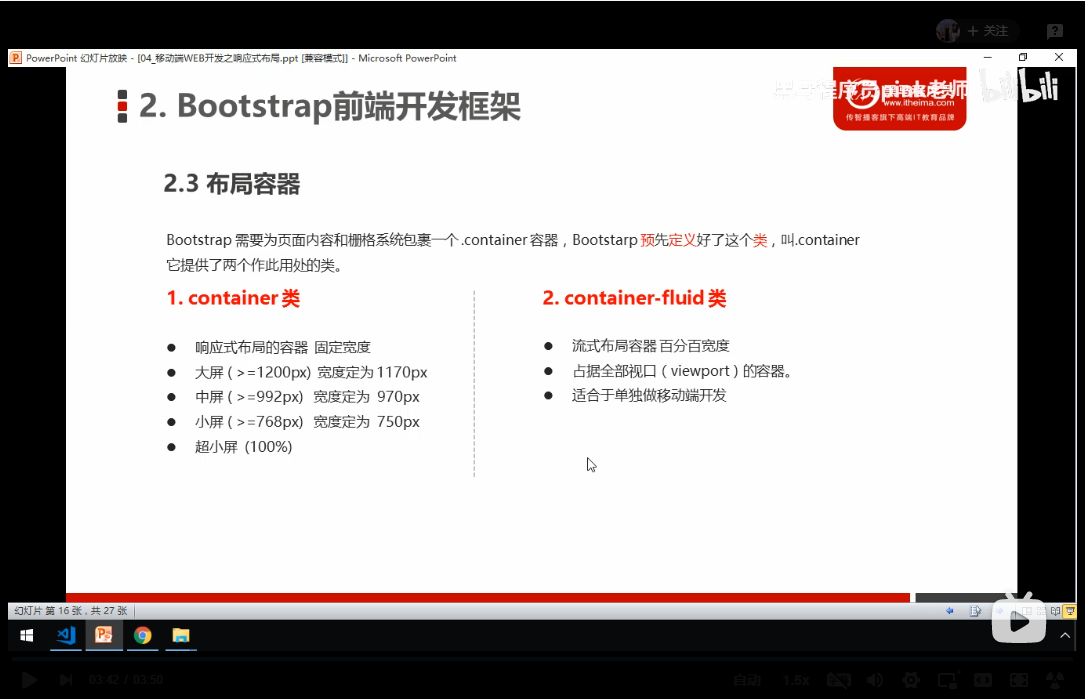 + 关注
PowerPoint 幻灯片放映 - [04_移动端WEB开发之响应式布局.ppt [兼容模式]] - Microsoft PowerPoint
2. Bootstrap前端开发框架
程序员pink老师
bilibili
www.itheima.com
传智播客旗下高端IT教育品牌
2.3 布局容器
Bootstrap 需要为页面内容和栅格系统包裹一个 .container 容器，Bootstarp 预先定义好了这个类，叫.container
它提供了两个作此用处的类。
1. container 类
● 响应式布局的容器 固定宽度
● 大屏 ( >=1200px) 宽度定为 1170px
● 中屏 ( >=992px) 宽度定为 970px
● 小屏 ( >=768px) 宽度定为 750px
● 超小屏 (100%)
2. container-fluid 类
● 流式布局容器 百分百宽度
● 占据全部视口（viewport）的容器。
● 适合于单独做移动端开发
幻灯片 第 16 张，共 27 张
03:42 / 03:50
自动
1.5x